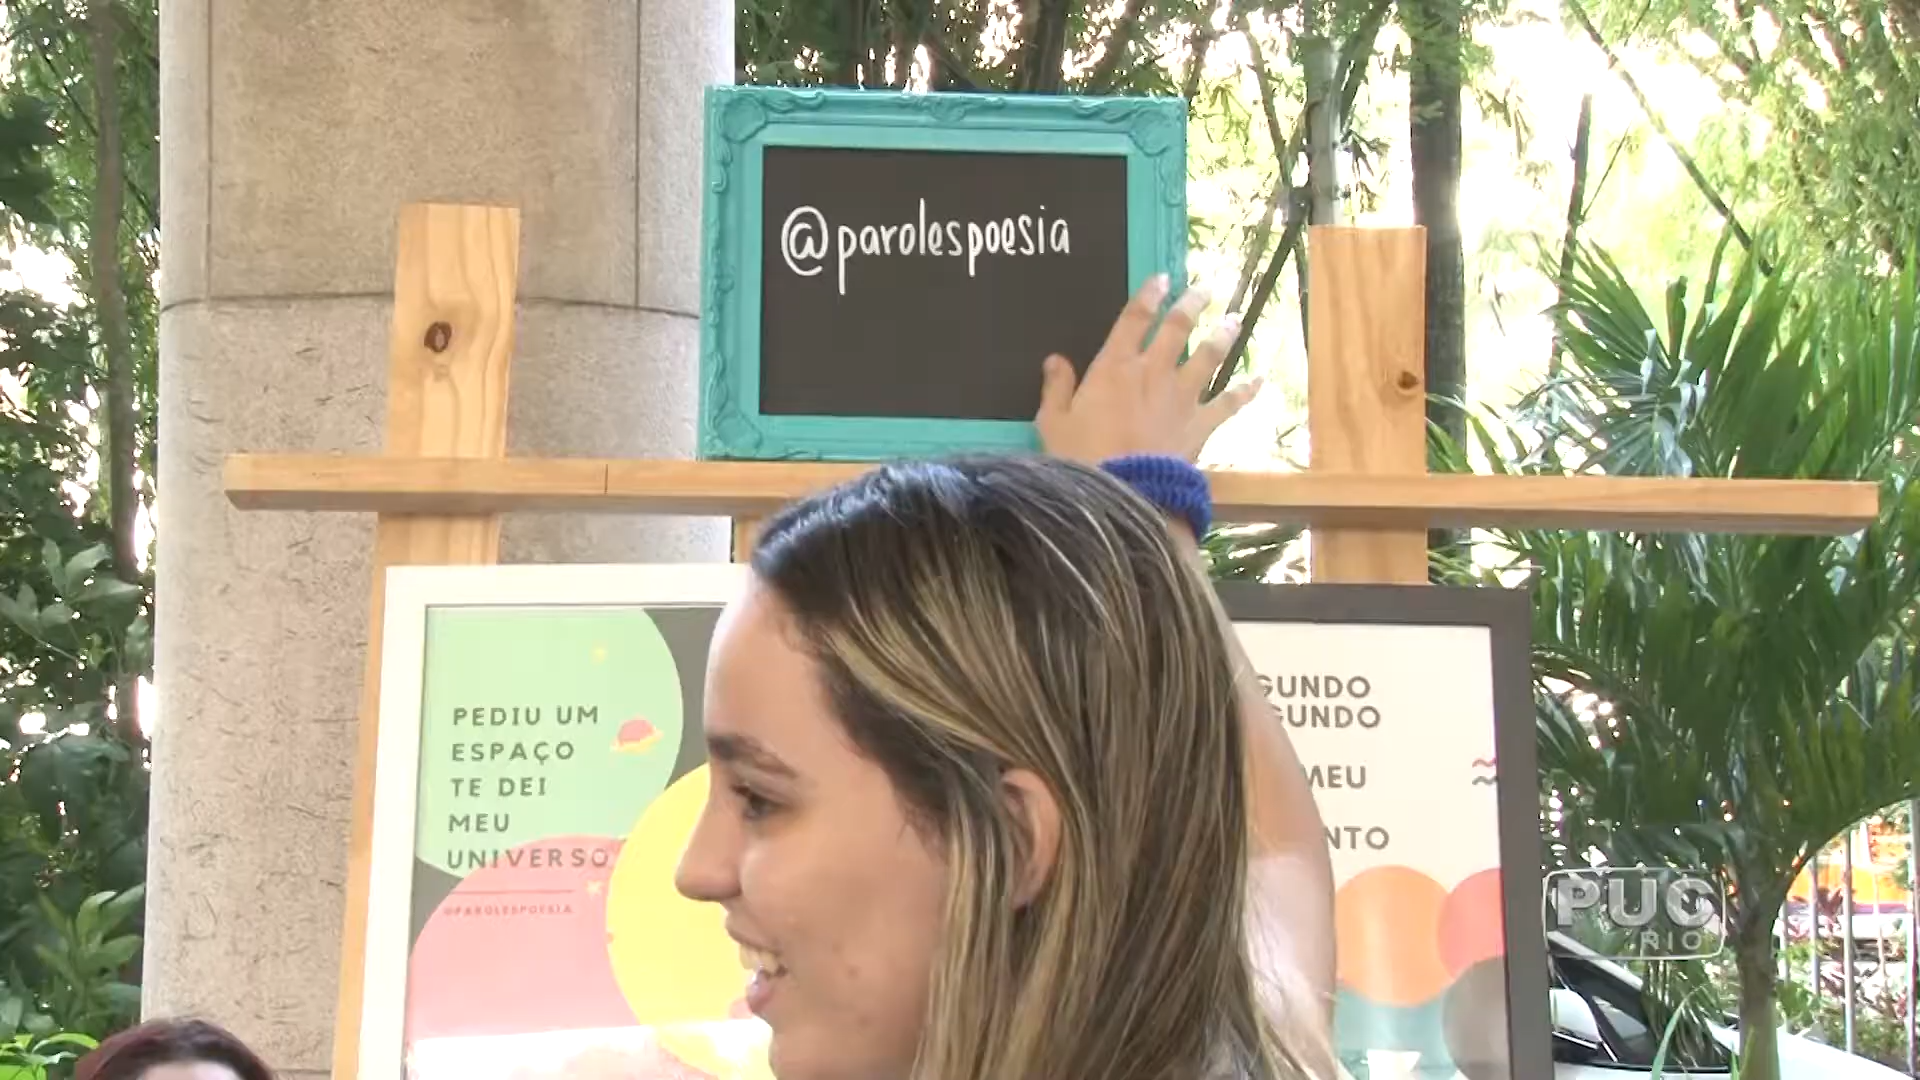 @parolespoesia
PEDIU UM
ESPAÇO
TE DEI
MEU
UNIVERSO
@PAROLESPOESIA
GUNDO
GUNDO
MEU
NTO
PUC
RIO